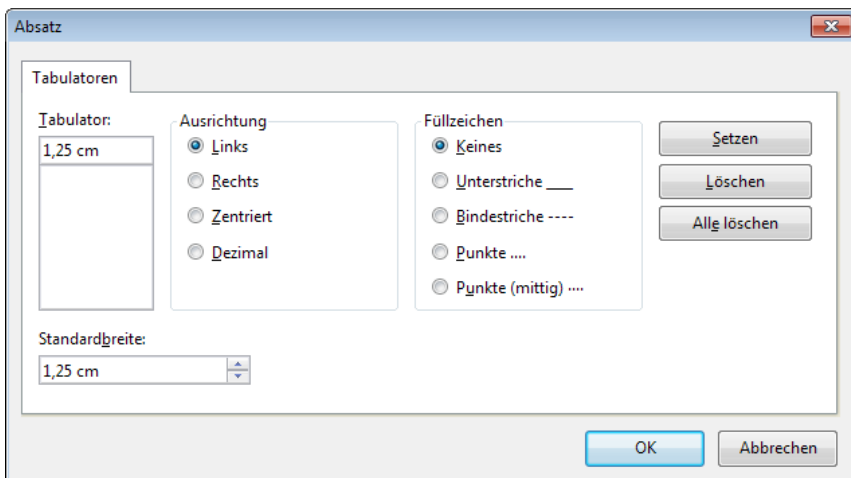 Absatz
Tabulatoren
Tabulator:
1,25 cm
Ausrichtung
Links
Rechts
Zentriert
Dezimal
Füllzeichen
Keines
Unterstriche ___
Bindestriche ----
Punkte ....
Punkte (mittig) ····
Setzen
Löschen
Alle löschen
Standardbreite:
1,25 cm
OK
Abbrechen